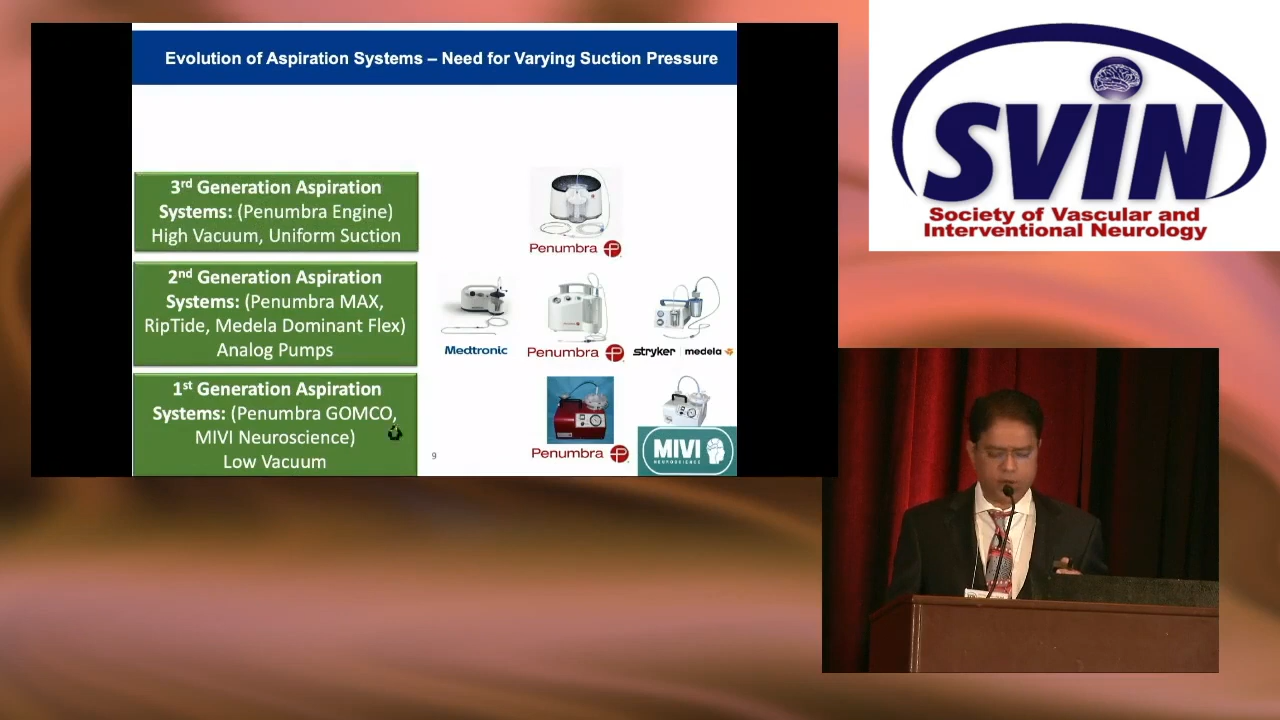 Evolution of Aspiration Systems – Need for Varying Suction Pressure
3rd Generation Aspiration
Systems: (Penumbra Engine)
High Vacuum, Uniform Suction
Penumbra P
2nd Generation Aspiration
Systems: (Penumbra MAX,
RipTide, Medela Dominant Flex)
Analog Pumps
Medtronic
Penumbra P
stryker | medela
1st Generation Aspiration
Systems: (Penumbra GOMCO,
MIVI Neuroscience)
Low Vacuum
Penumbra P
MIVI
NEUROSCIENCE
9
SVIN
Society of Vascular and
Interventional Neurology